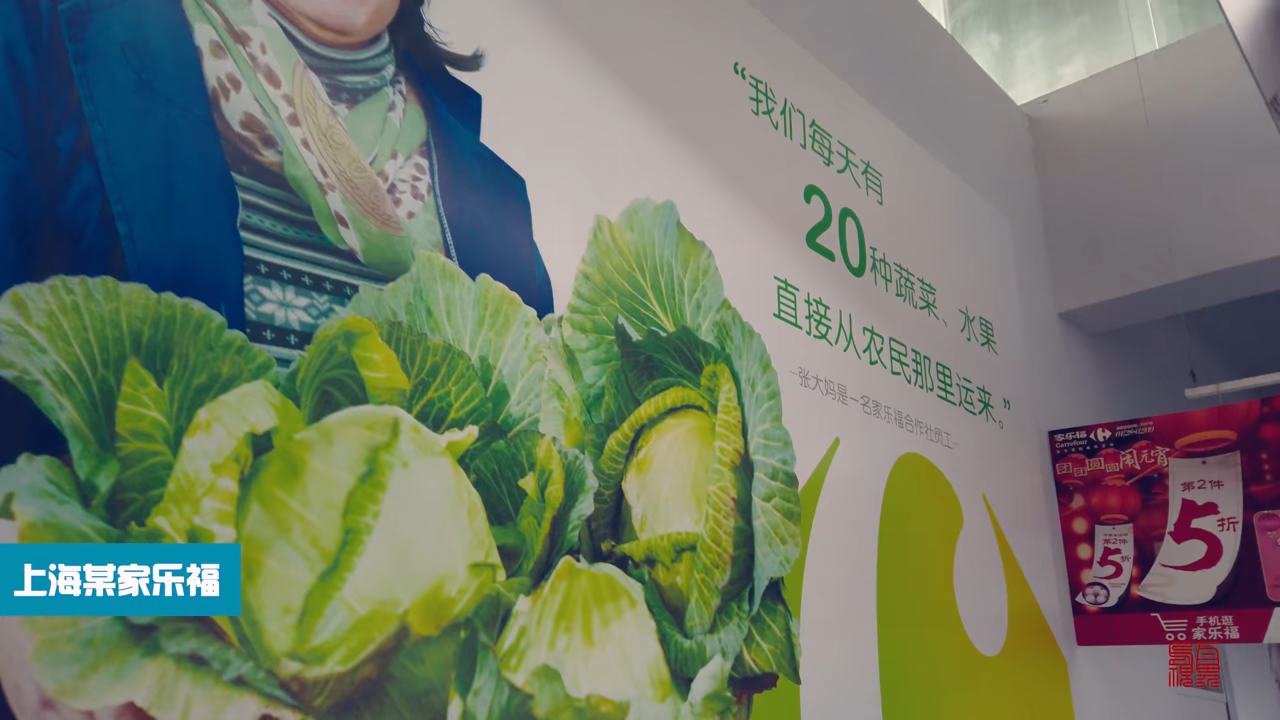 “我们每天有
20种蔬菜、水果
直接从农民那里运来。”
—张大妈是一名家乐福合作社员工—
家乐福
Carrefour
团团圆圆闹元宵
第2件
5折
第2件
5折
手机逛
家乐福
上海某家乐福